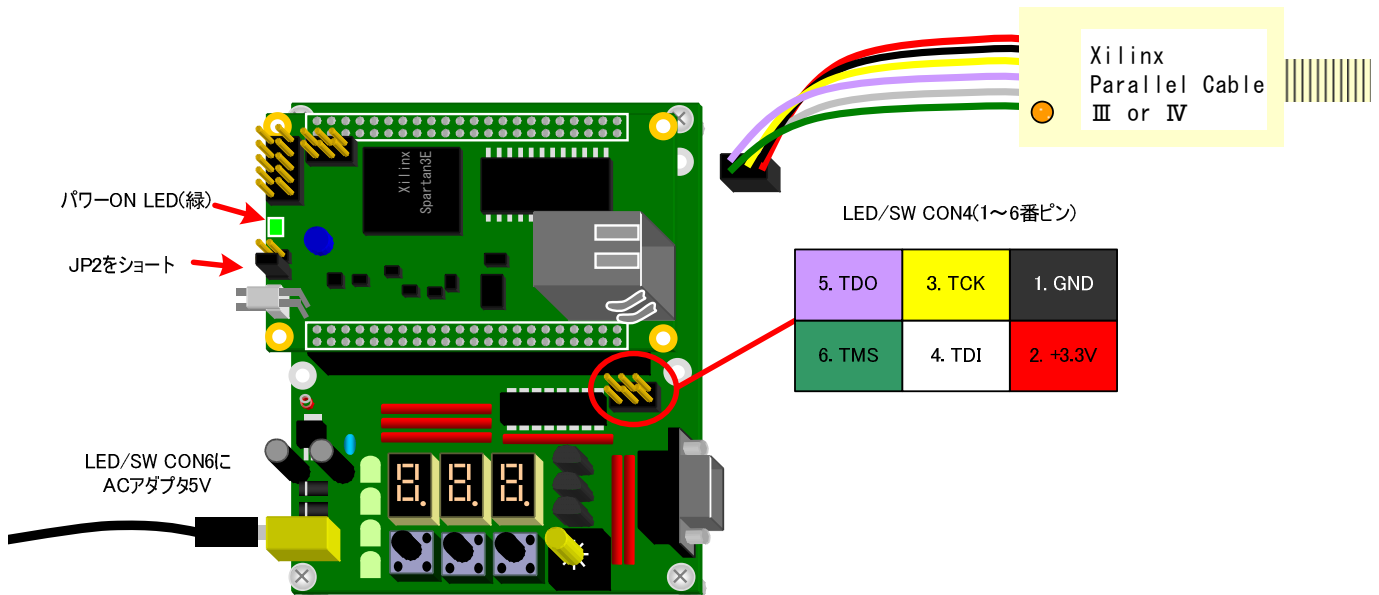 Xilinx
Parallel Cable
Ⅲ or Ⅳ
Xilinx
Spartan3E
パワーON LED(緑)
JP2をショート
LED/SW CON4(1～6番ピン)
5. TDO
3. TCK
1. GND
6. TMS
4. TDI
2. +3.3V
LED/SW CON6に
ACアダプタ5V
8.
8.
8.